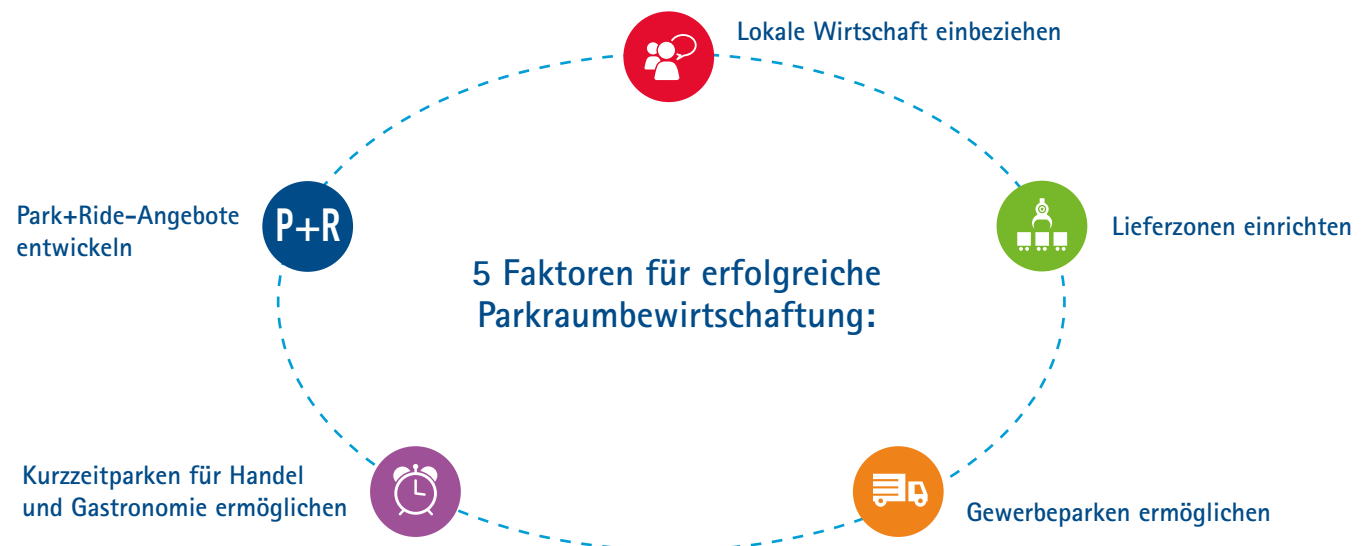 Lokale Wirtschaft einbeziehen
Park+Ride-Angebote
entwickeln
P+R
Lieferzonen einrichten
5 Faktoren für erfolgreiche
Parkraumbewirtschaftung:
Kurzzeitparken für Handel
und Gastronomie ermöglichen
Gewerbeparken ermöglichen